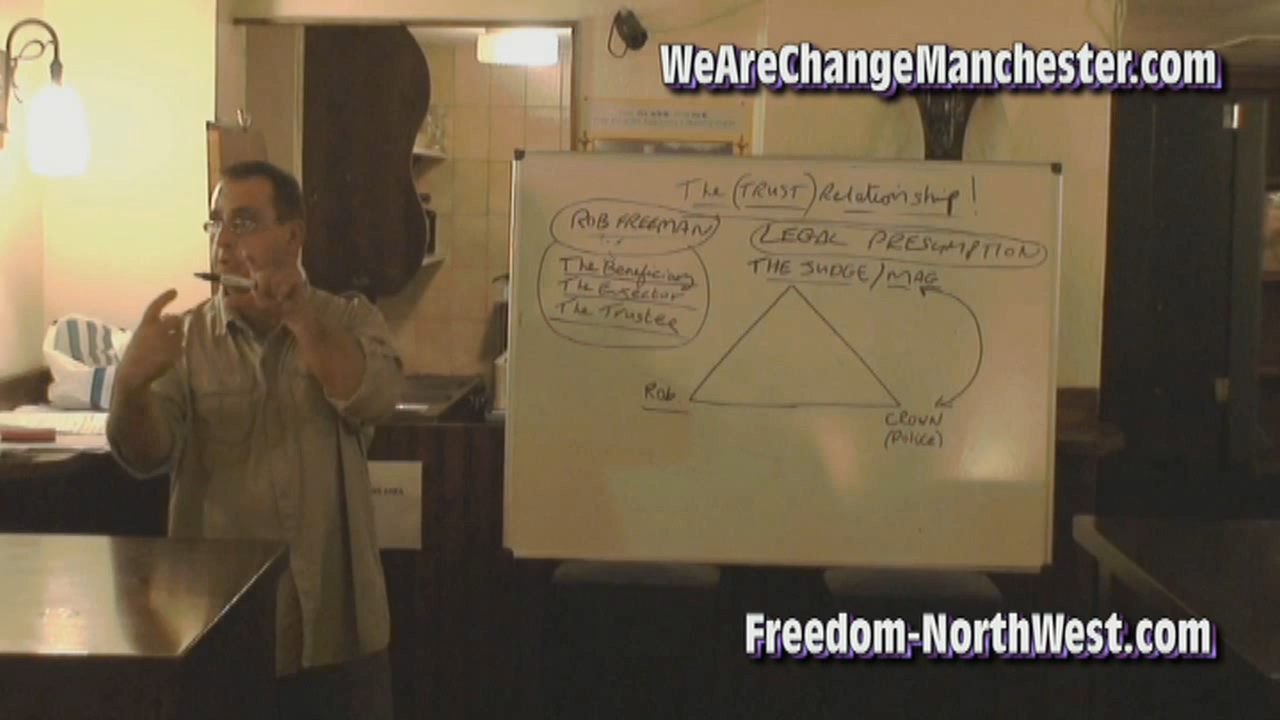 WeAreChangeManchester.com
The (TRUST) Relationship!
ROB FREEMAN
LEGAL PRESUMPTION
The Beneficiary
The Executor
The Trustee
THE JUDGE/MAG
Rob
CROWN
(Police)
Freedom-NorthWest.com